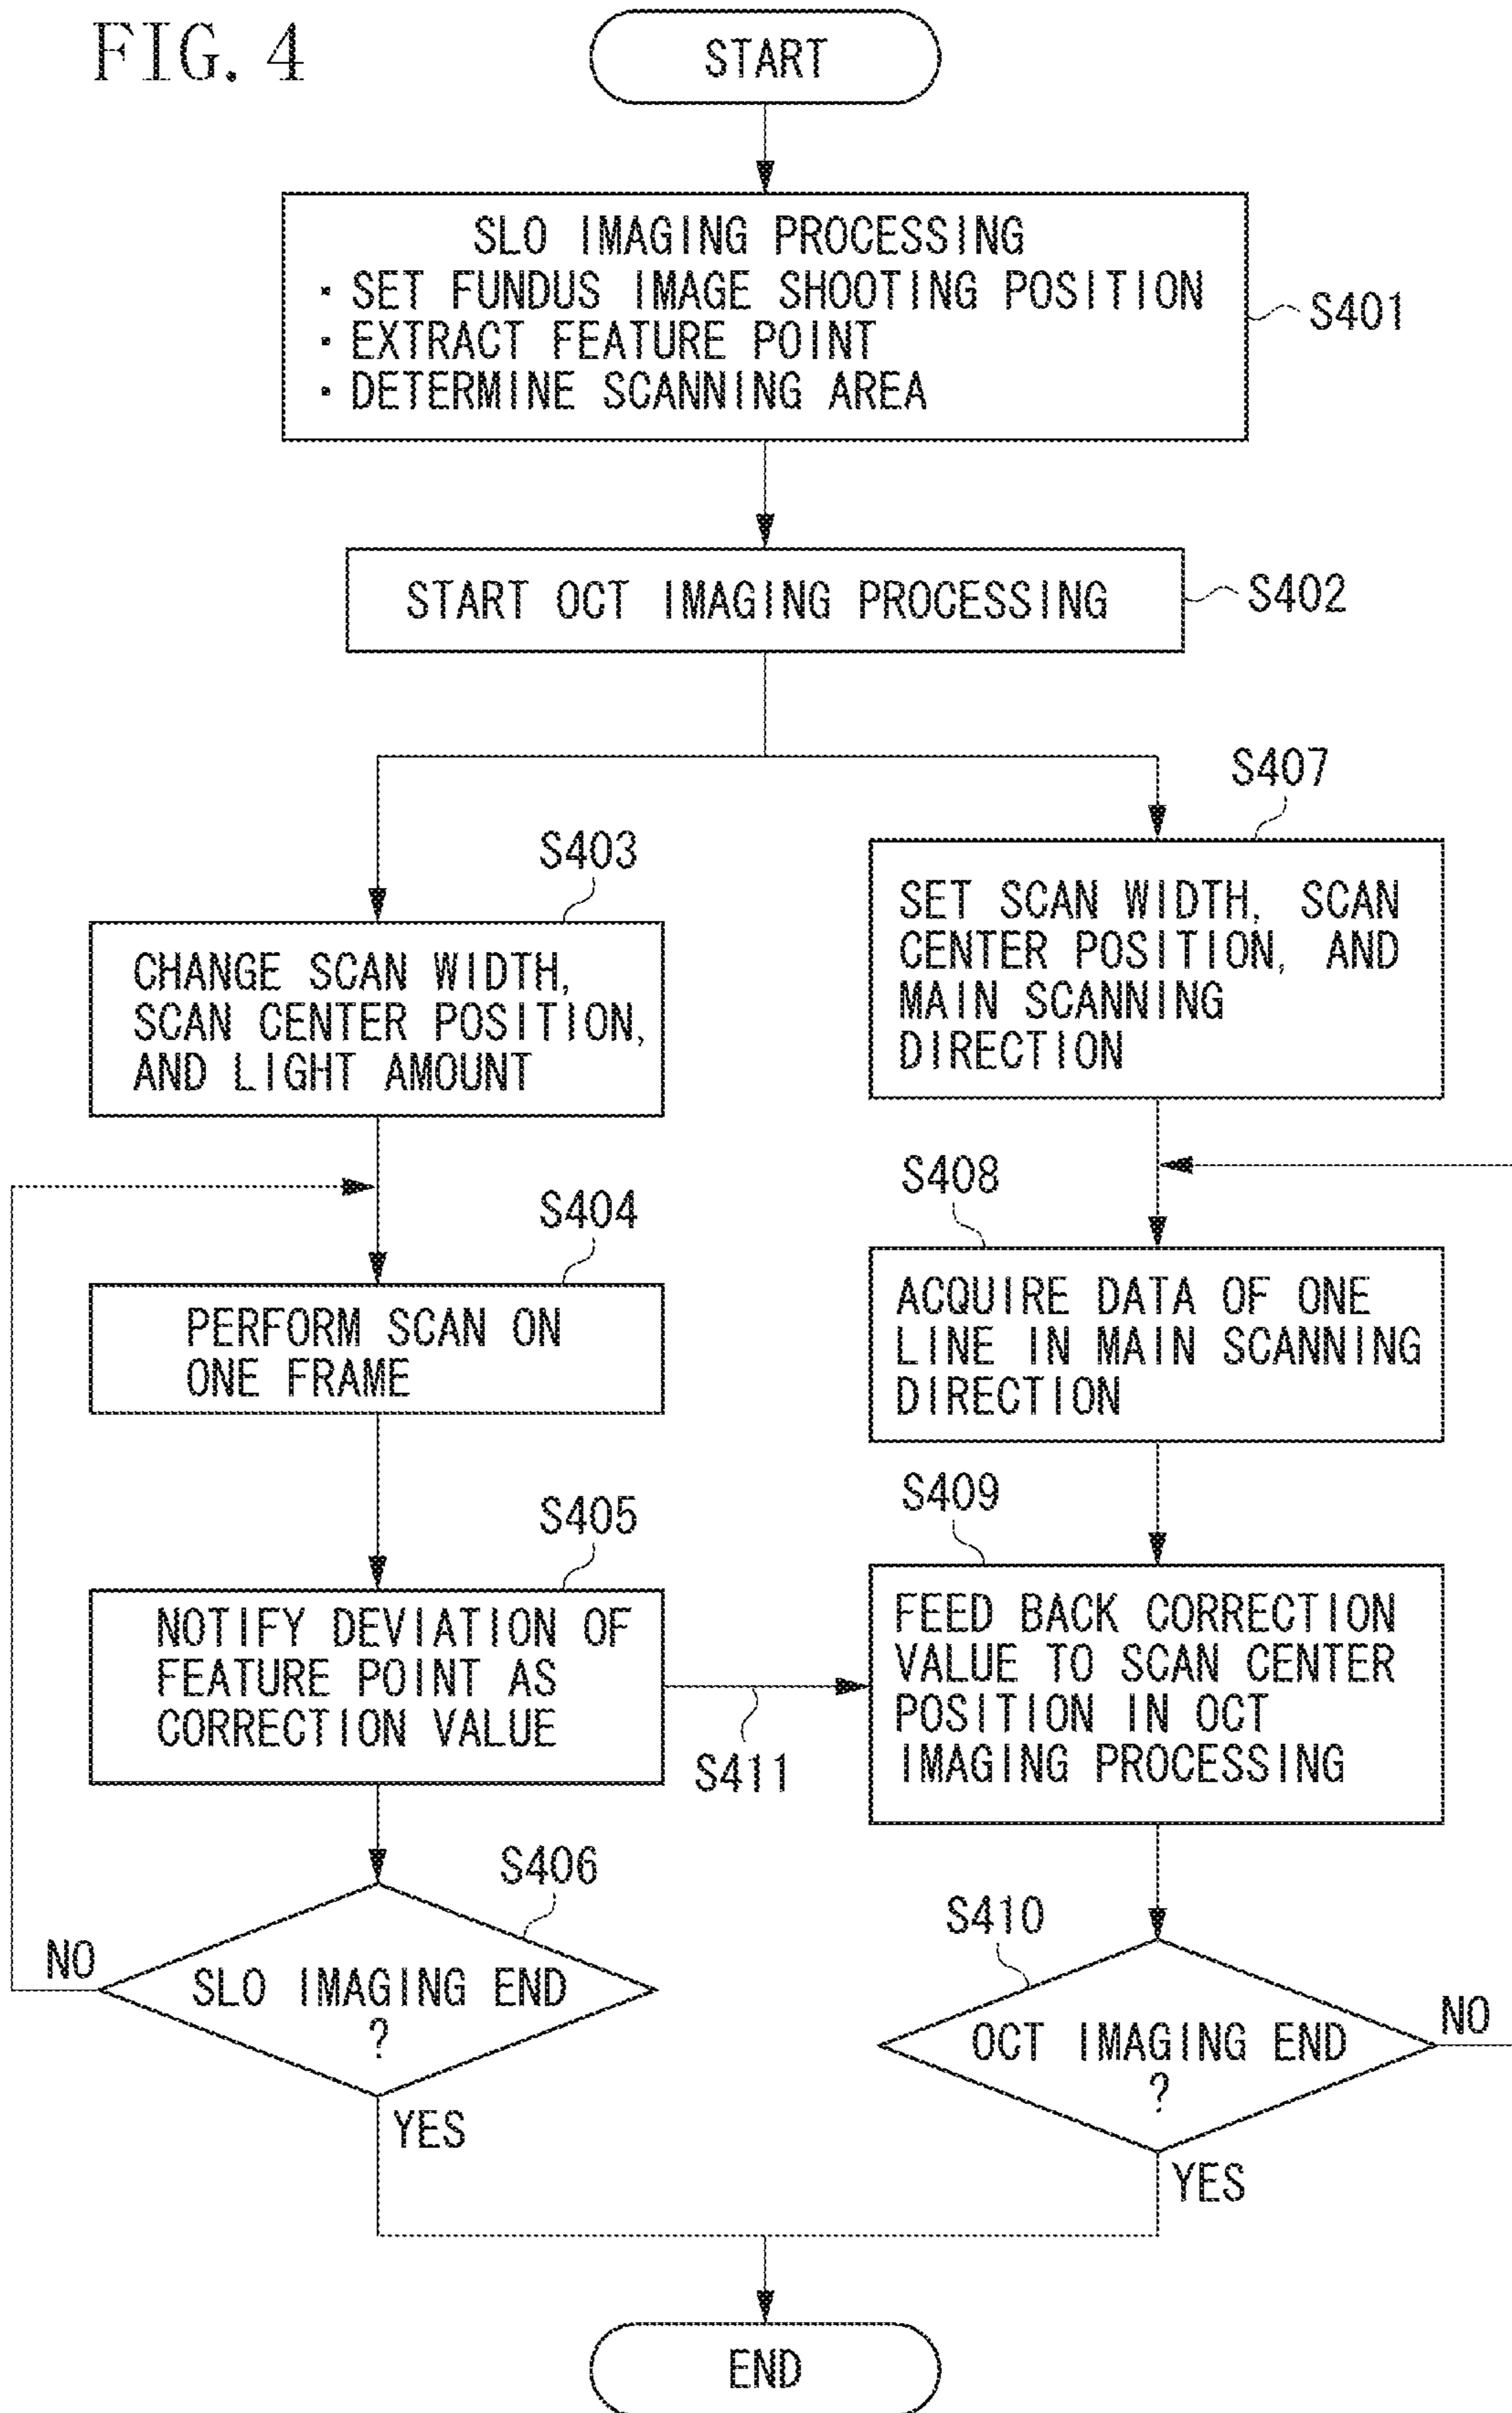 FIG. 4
START
SLO IMAGING PROCESSING
· SET FUNDUS IMAGE SHOOTING POSITION
· EXTRACT FEATURE POINT
· DETERMINE SCANNING AREA
S401
START OCT IMAGING PROCESSING
S402
S403
CHANGE SCAN WIDTH,
SCAN CENTER POSITION,
AND LIGHT AMOUNT
S404
PERFORM SCAN ON
ONE FRAME
S405
NOTIFY DEVIATION OF
FEATURE POINT AS
CORRECTION VALUE
S411
S406
SLO IMAGING END
?
NO
YES
S407
SET SCAN WIDTH, SCAN
CENTER POSITION, AND
MAIN SCANNING
DIRECTION
S408
ACQUIRE DATA OF ONE
LINE IN MAIN SCANNING
DIRECTION
S409
FEED BACK CORRECTION
VALUE TO SCAN CENTER
POSITION IN OCT
IMAGING PROCESSING
S410
OCT IMAGING END
?
NO
YES
END